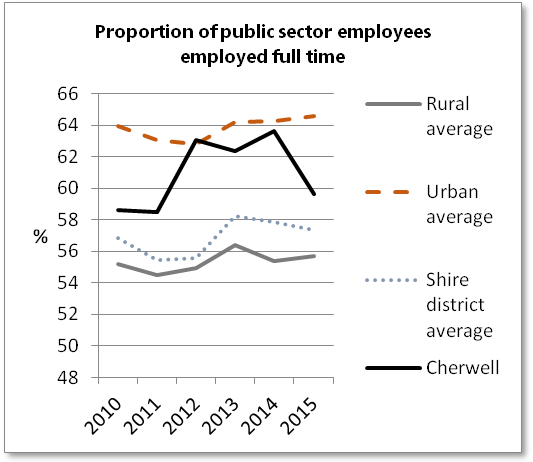 Proportion of public sector employees
employed full time
66
64
62
60
58
56
54
52
50
48
%
2010
2011
2012
2013
2014
2015
Rural
average
Urban
average
Shire
district
average
Cherwell